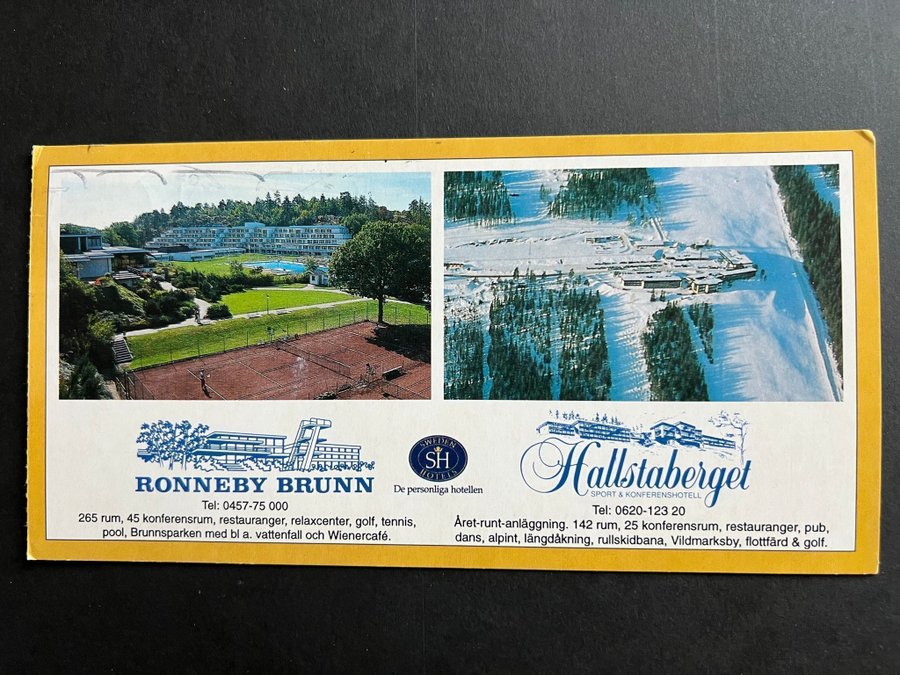 RONNEBY BRUNN
Tel: 0457-75 000
265 rum, 45 konferensrum, restauranger, relaxcenter, golf, tennis,
pool, Brunnsparken med bl a. vattenfall och Wienercafé.
SWEDEN
SH
HOTELS
De personliga hotellen
Hallstaberget
SPORT & KONFERENSHOTELL
Tel: 0620-123 20
Året-runt-anläggning. 142 rum, 25 konferensrum, restauranger, pub,
dans, alpint, längdåkning, rullskidbana, Vildmarksby, flottfärd & golf.